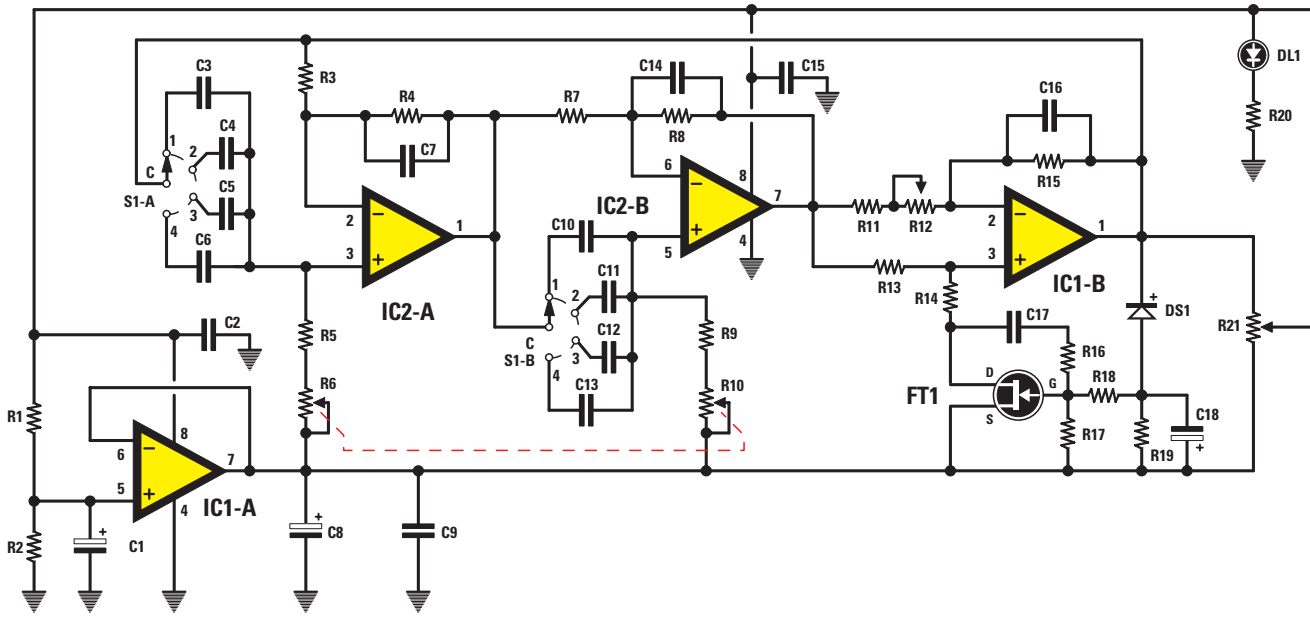 DL1
R20
C3
R3
C14
C15
R4
R7
R8
C16
C4
C7
R15
1
2
C
S1-A
C5
3
4
C6
6
8
7
−
+
IC2-B
5
4
2
1
−
3
+
IC2-A
C10
R11
R12
2
1
−
3
+
IC1-B
R13
R14
1
2
C11
C
S1-B
C12
3
4
C13
R5
R9
C17
R16
DS1
+
R21
C2
R6
R10
D
G
S
FT1
R18
R17
R19
C18
+
R1
8
6
7
−
5
+
4
IC1-A
R2
+
C1
+
C8
C9